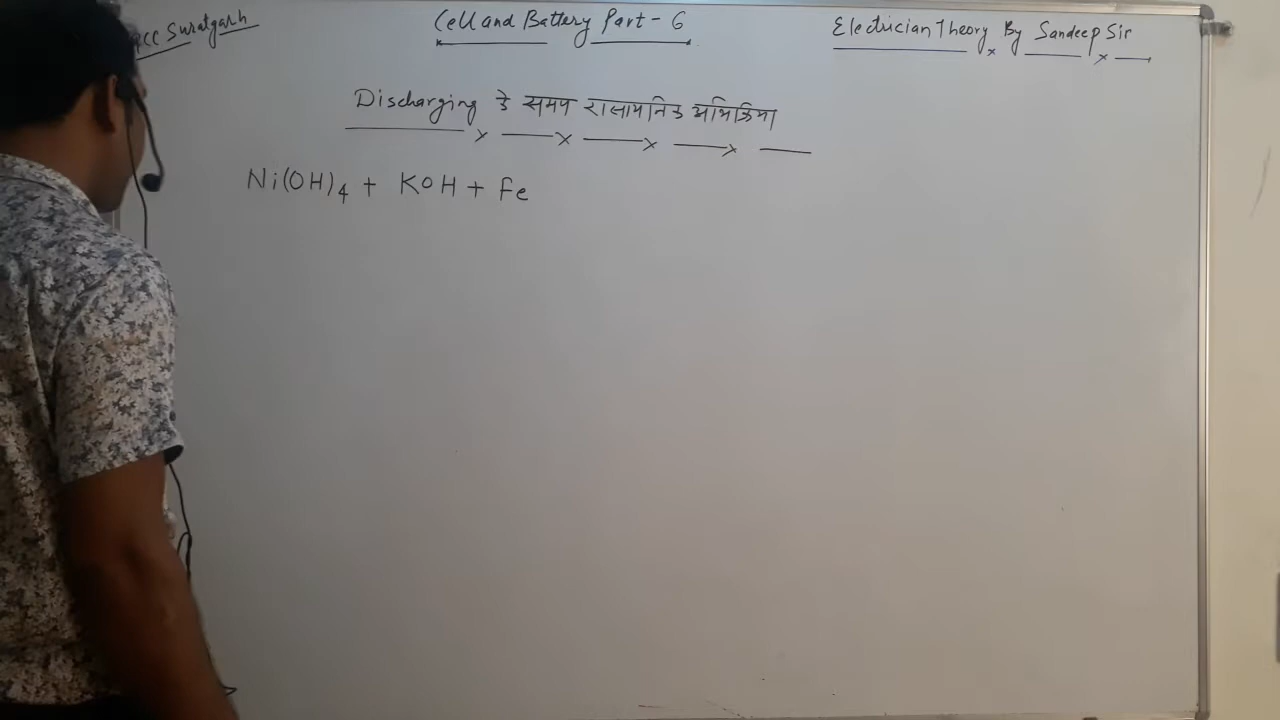 Suratgarh
Cell and Battery Part - 6
Electrician Theory By Sandeep Sir
Discharging के समय रासायनिक अभिक्रिया
Ni(OH)₄ + KOH + Fe